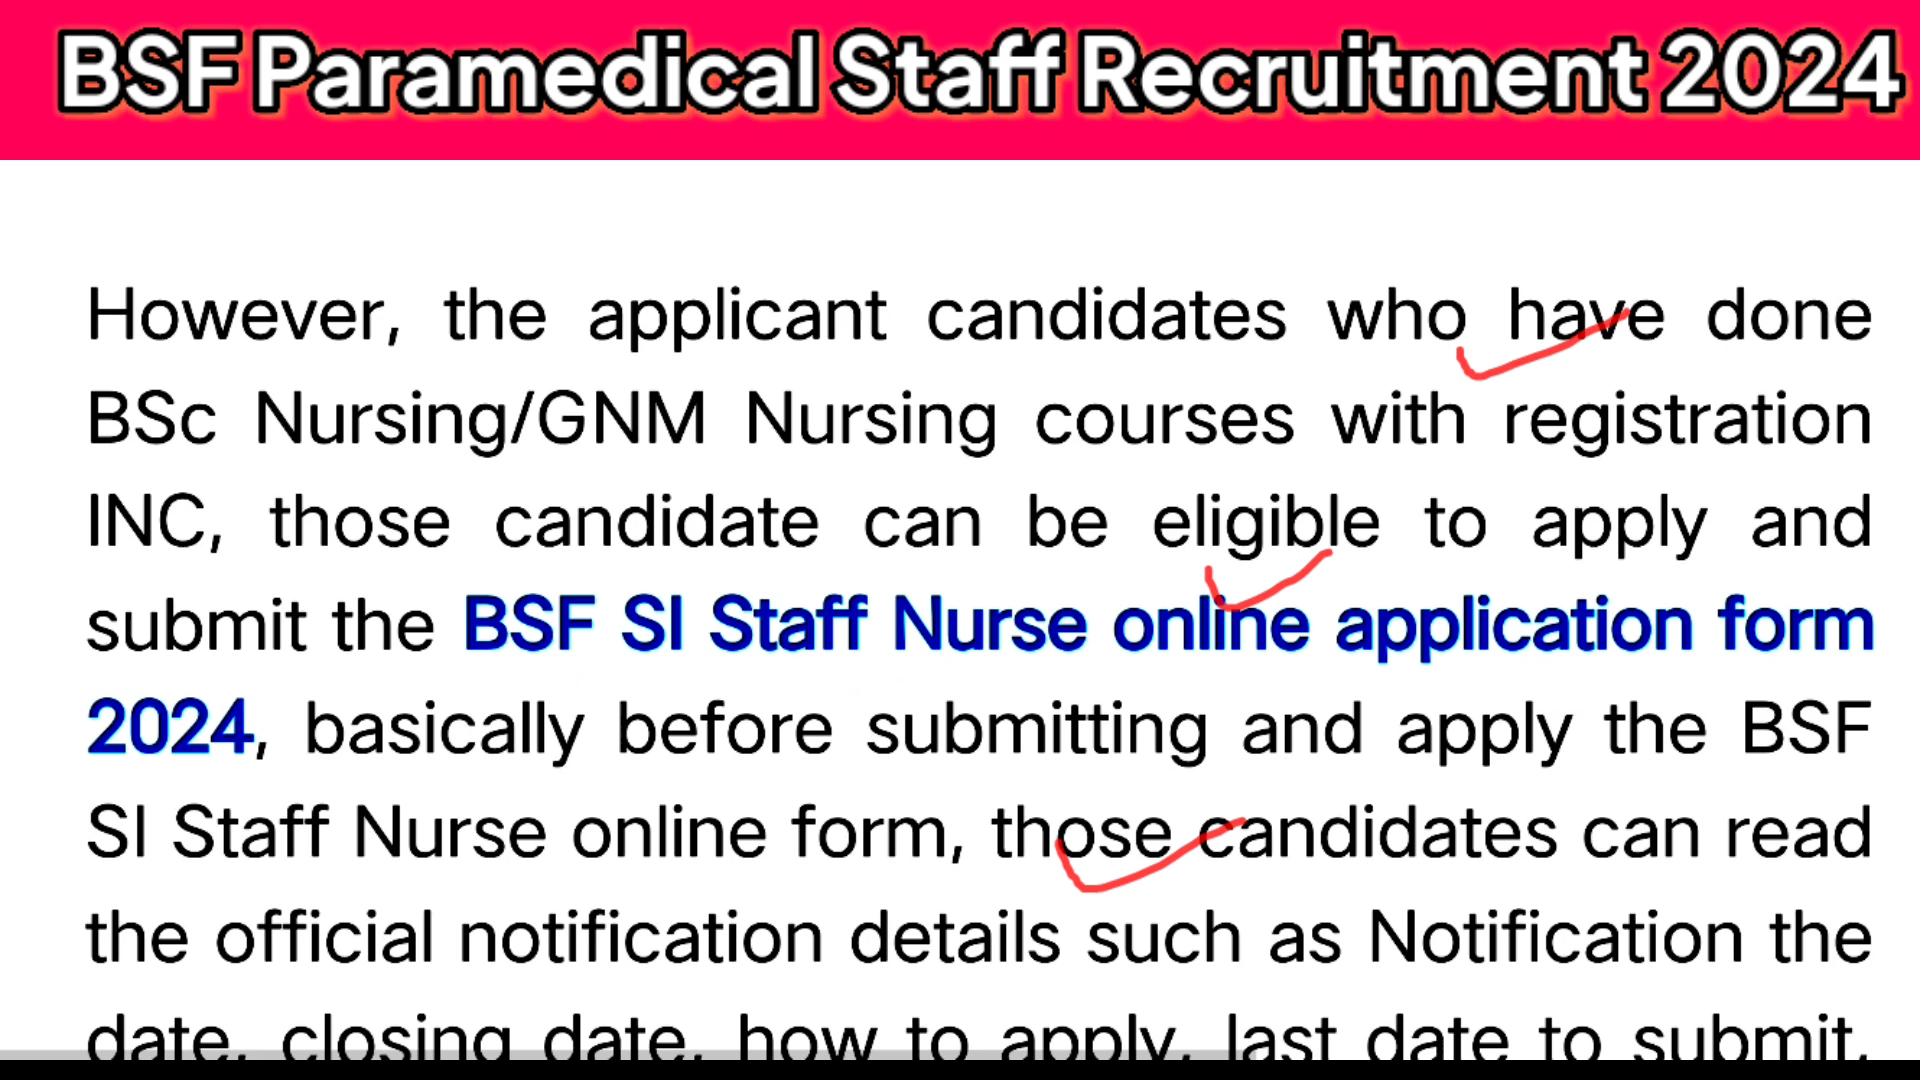 BSF Paramedical Staff Recruitment 2024
However, the applicant candidates who have done
BSc Nursing/GNM Nursing courses with registration
INC, those candidate can be eligible to apply and
submit the BSF SI Staff Nurse online application form
2024, basically before submitting and apply the BSF
SI Staff Nurse online form, those candidates can read
the official notification details such as Notification the
date, closing date, how to apply, last date to submit,